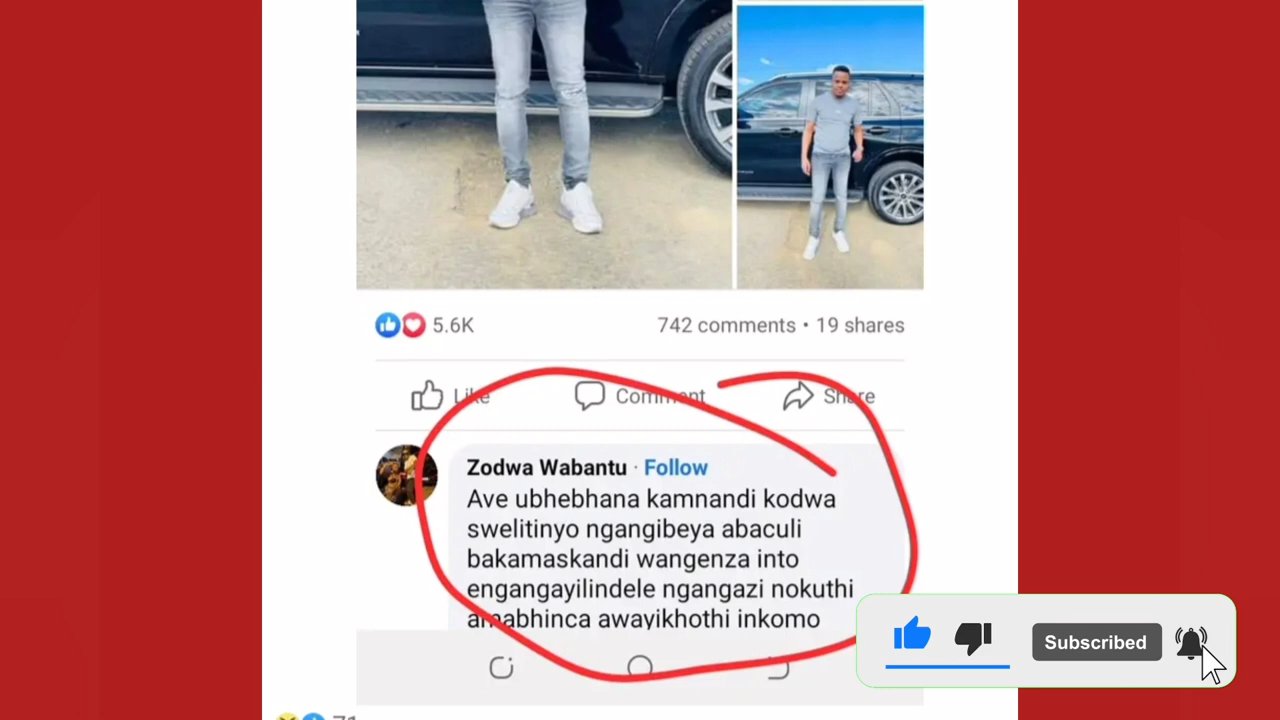 5.6K
742 comments • 19 shares
Like
Comment
Share
Zodwa Wabantu · Follow
Ave ubhebhana kamnandi kodwa
swelitinyo ngangibeya abaculi
bakamaskandi wangenza into
engangayilindele ngangazi nokuthi
amabhinca awayikhothi inkomo
Subscribed